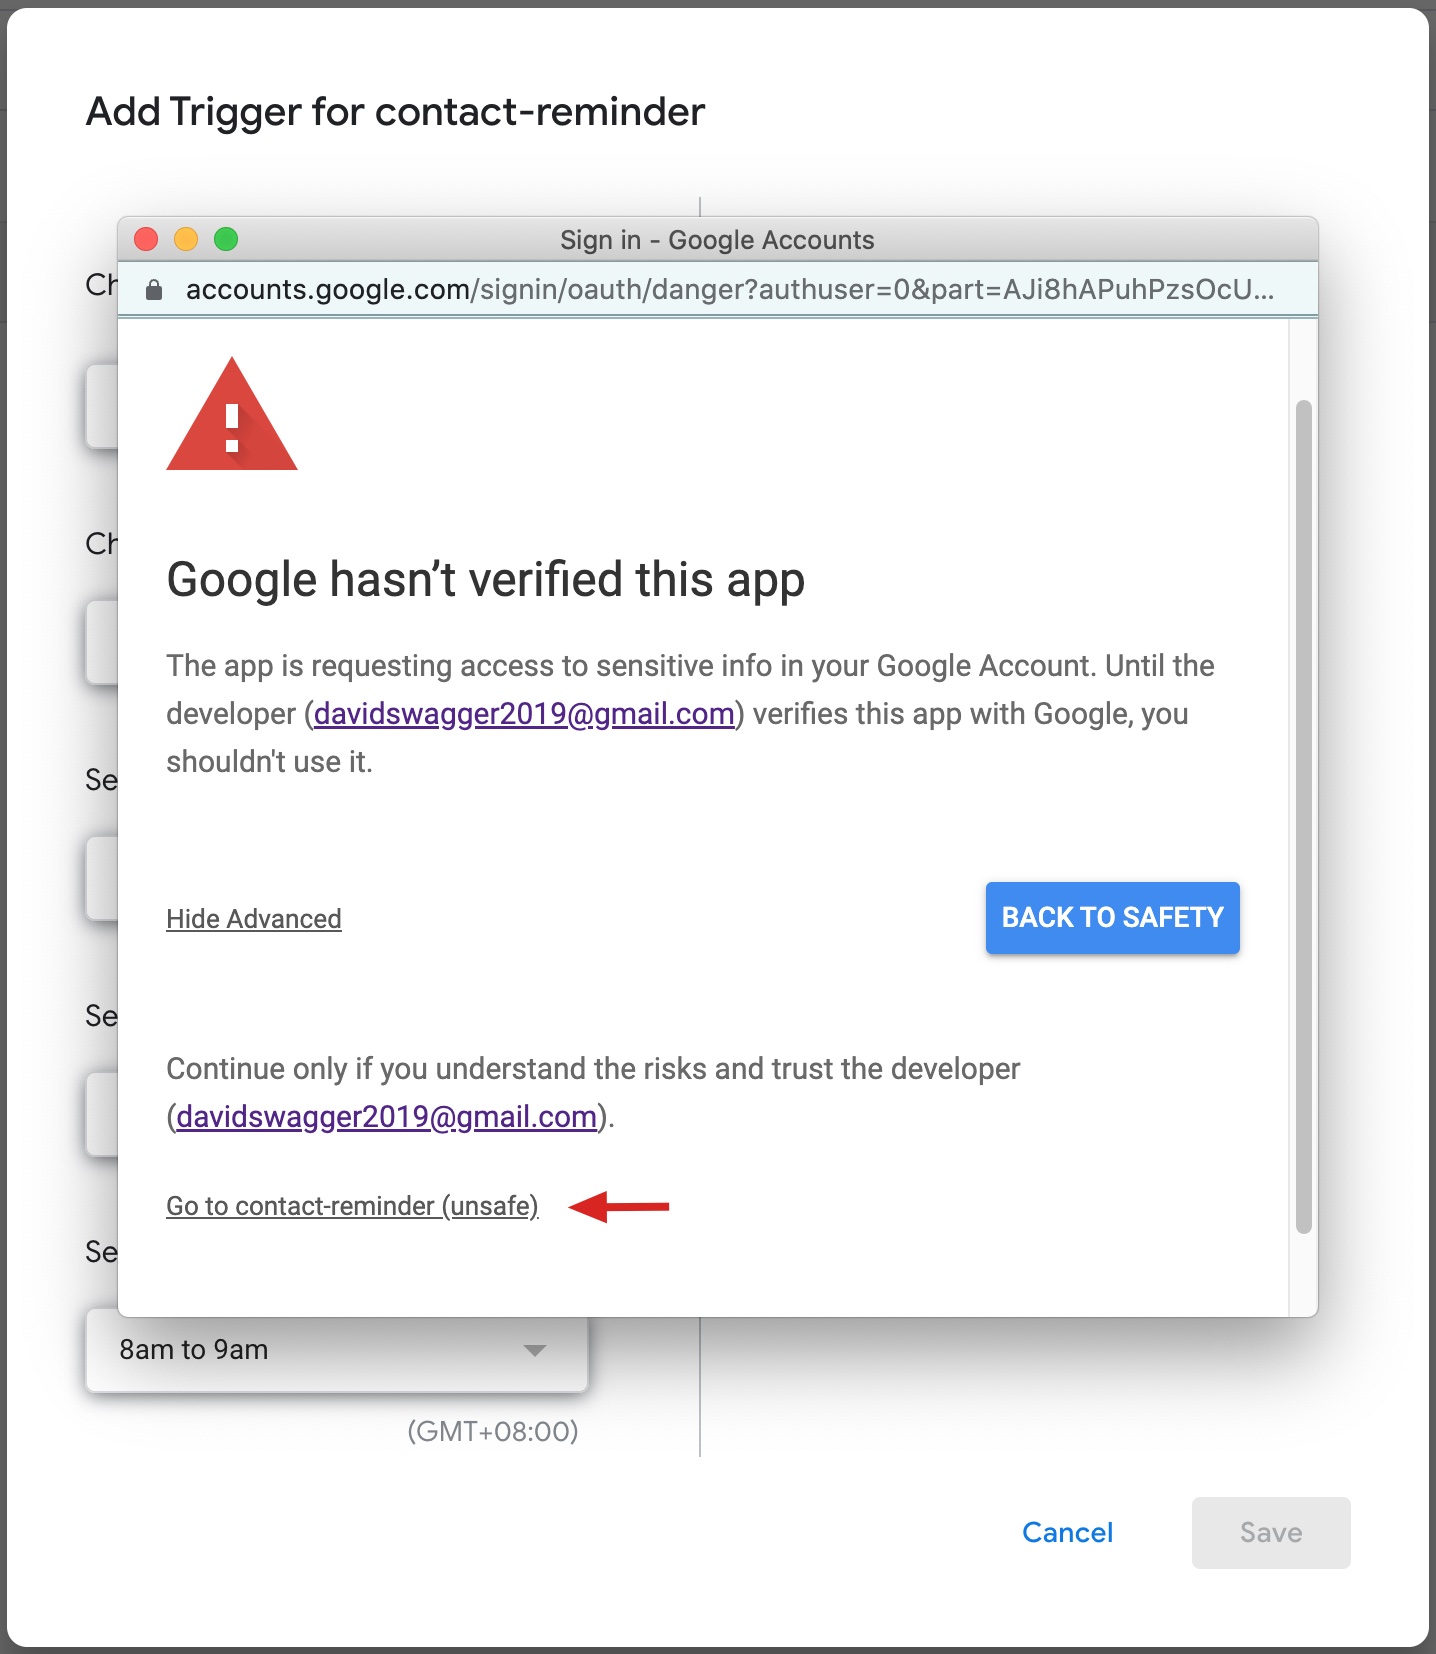 Add Trigger for contact-reminder
Sign in - Google Accounts
accounts.google.com/signin/oauth/danger?authuser=0&part=AJi8hAPuhPzsOcU...
Ch
Google hasn’t verified this app
Ch
The app is requesting access to sensitive info in your Google Account. Until the
developer (davidswagger2019@gmail.com) verifies this app with Google, you
shouldn't use it.
Se
Hide Advanced
BACK TO SAFETY
Se
Continue only if you understand the risks and trust the developer
(davidswagger2019@gmail.com).
Go to contact-reminder (unsafe)
Se
8am to 9am
(GMT+08:00)
Cancel
Save